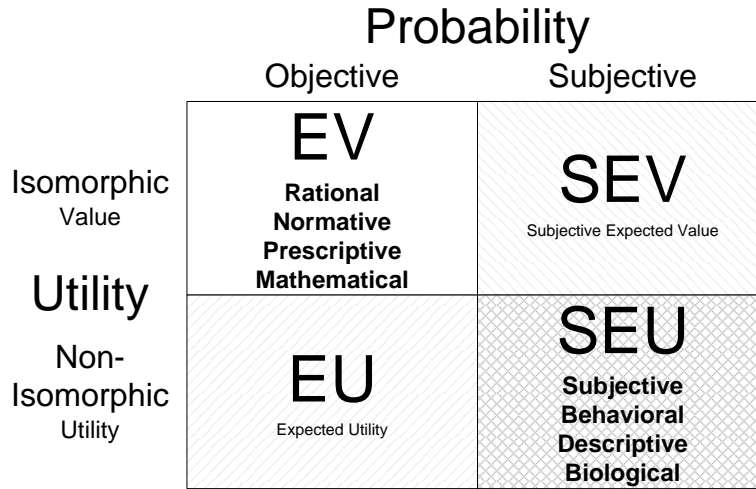 Probability
Objective Subjective
Isomorphic
Value
EV
Rational
Normative
Prescriptive
Mathematical
SEV
Subjective Expected Value
Utility
Non-
Isomorphic
Utility
EU
Expected Utility
SEU
Subjective
Behavioral
Descriptive
Biological